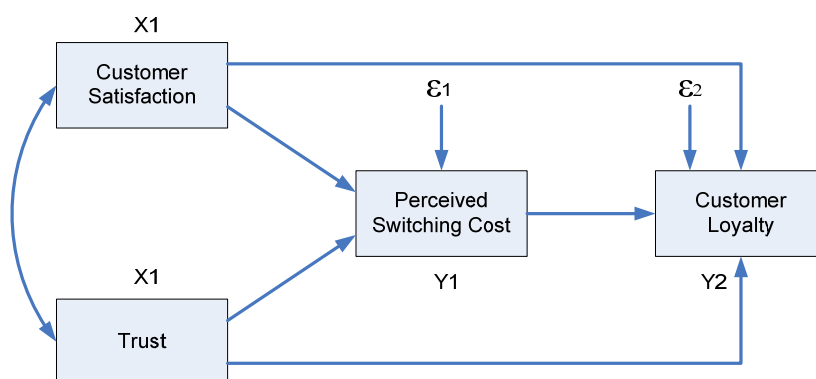 X1
Customer
Satisfaction
ε1
ε2
Perceived
Switching Cost
Customer
Loyalty
X1
Y1
Y2
Trust